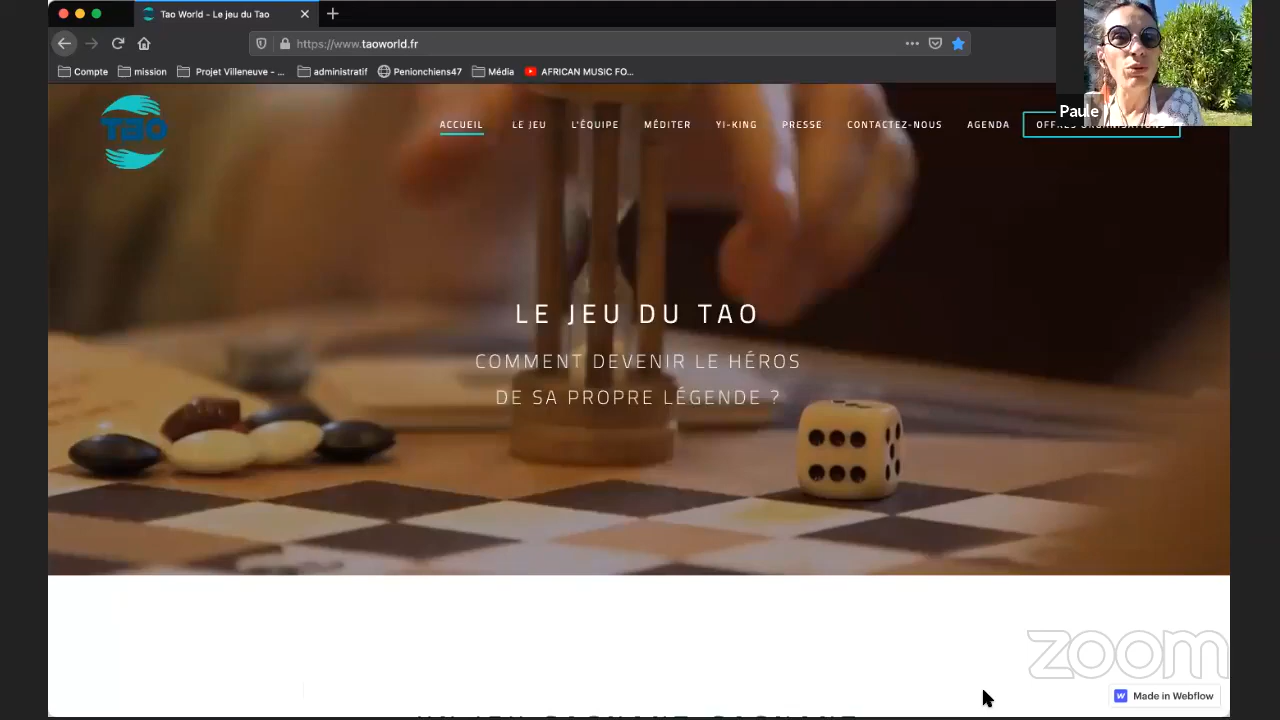 Tao World - Le jeu du Tao
https://www.taoworld.fr
Compte mission Projet Villeneuve - ... administratif Penionchiens47 Média AFRICAN MUSIC FO...
Paule
Tao
ACCUEIL LE JEU L'ÉQUIPE MÉDITER YI-KING PRESSE CONTACTEZ-NOUS AGENDA
LE JEU DU TAO
COMMENT DEVENIR LE HÉROS
DE SA PROPRE LÉGENDE ?
zoom
Made in Webflow